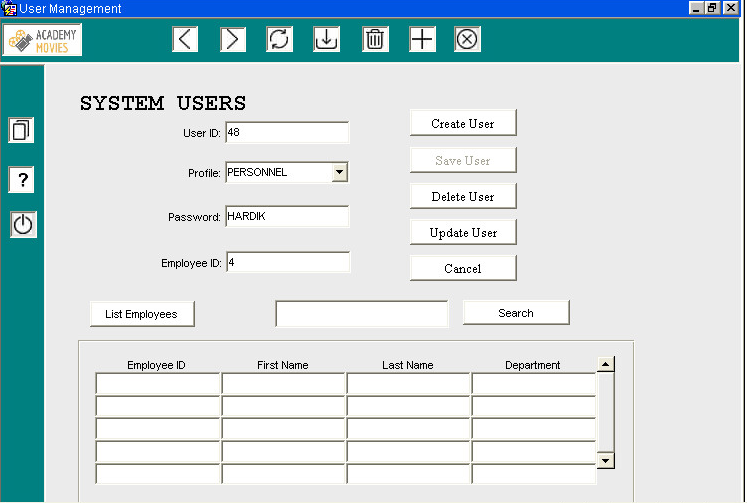 User Management
ACADEMY
MOVIES
SYSTEM USERS
User ID: 48
Create User
Profile: PERSONNEL
Save User
Password: HARDIK
Delete User
Update User
Employee ID: 4
Cancel
List Employees
Search
Employee ID First Name Last Name Department
?